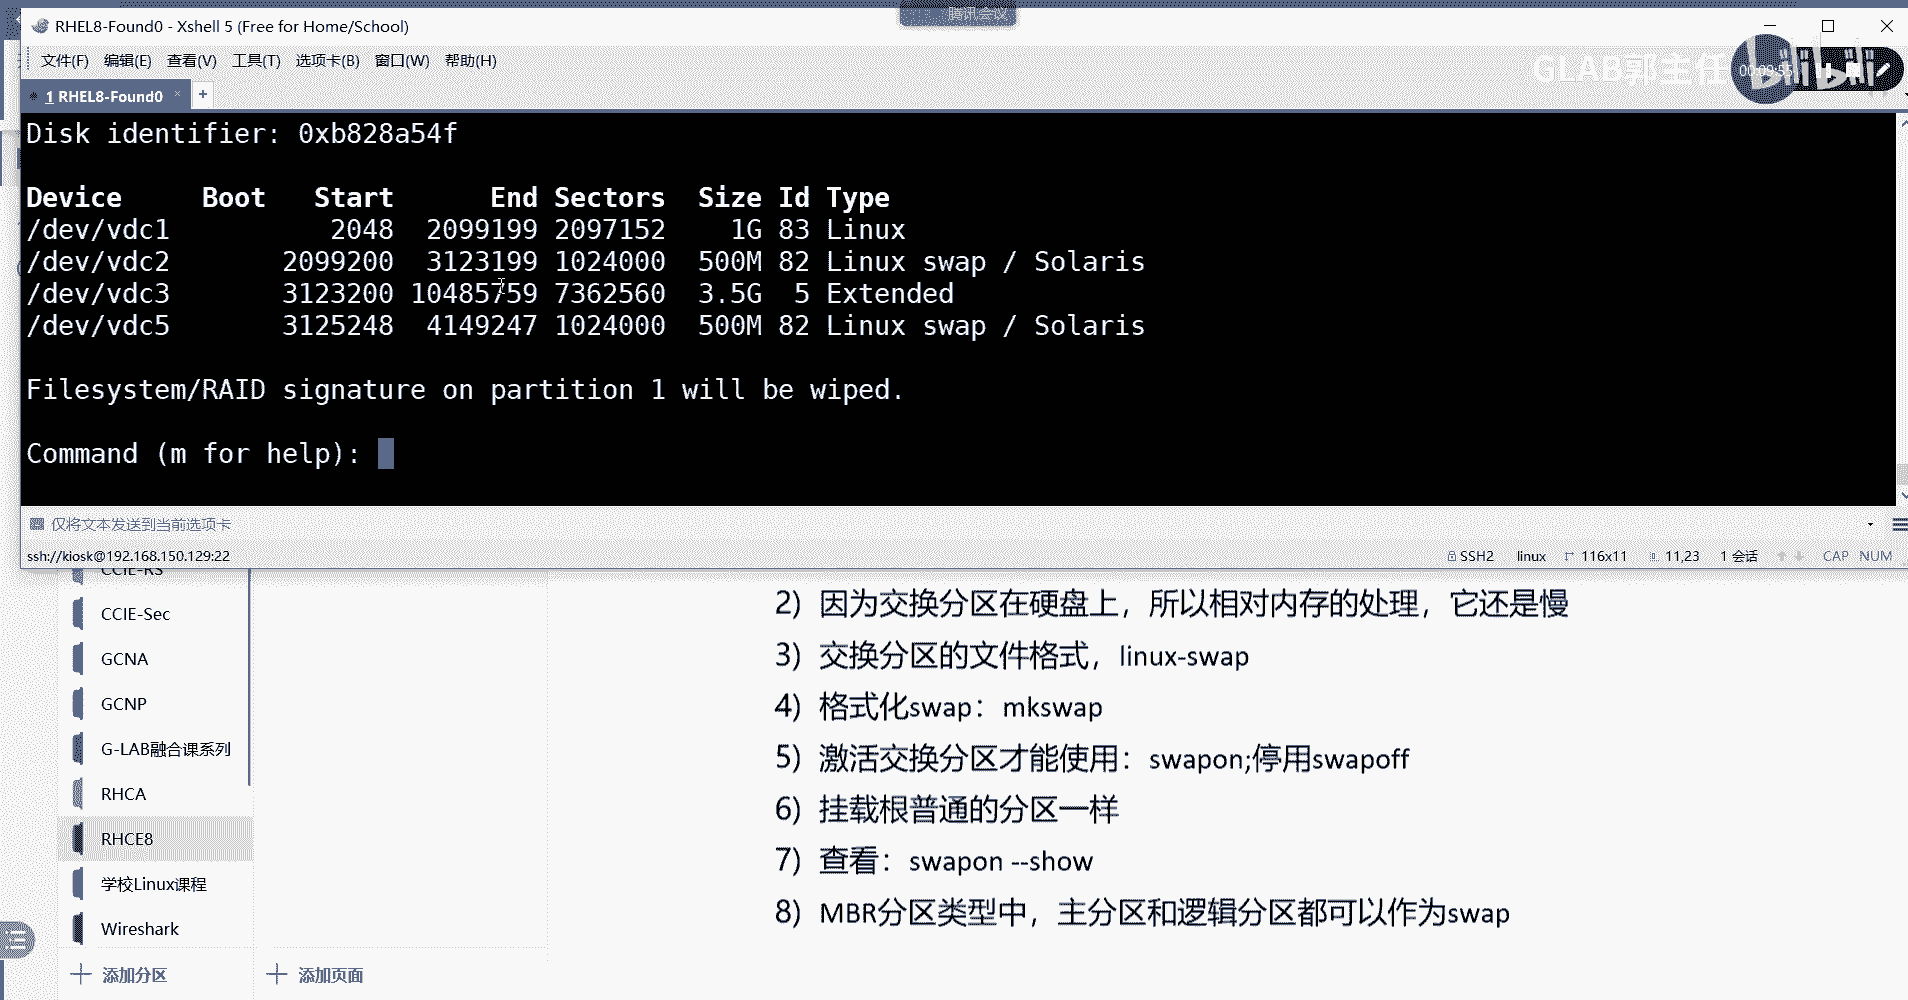 腾讯会议
RHEL8-Found0 - Xshell 5 (Free for Home/School)
文件(F) 编辑(E) 查看(V) 工具(T) 选项卡(B) 窗口(W) 帮助(H)
GLAB郭主任
bilibili
1 RHEL8-Found0 × +
Disk identifier: 0xb828a54f
Device Boot Start End Sectors Size Id Type
/dev/vdc1 2048 2099199 2097152 1G 83 Linux
/dev/vdc2 2099200 3123199 1024000 500M 82 Linux swap / Solaris
/dev/vdc3 3123200 10485759 7362560 3.5G 5 Extended
/dev/vdc5 3125248 4149247 1024000 500M 82 Linux swap / Solaris
Filesystem/RAID signature on partition 1 will be wiped.
Command (m for help):
仅将文本发送到当前选项卡
ssh://kiosk@192.168.150.129:22 SSH2 linux 116x11 11,23 1 会话 CAP NUM
CCIE-RS
CCIE-Sec
GCNA
GCNP
G-LAB融合课系列
RHCA
RHCE8
学校Linux课程
Wireshark
添加分区
添加页面
2) 因为交换分区在硬盘上，所以相对内存的处理，它还是慢
3) 交换分区的文件格式，linux-swap
4) 格式化swap：mkswap
5) 激活交换分区才能使用：swapon;停用swapoff
6) 挂载根普通的分区一样
7) 查看：swapon --show
8) MBR分区类型中，主分区和逻辑分区都可以作为swap